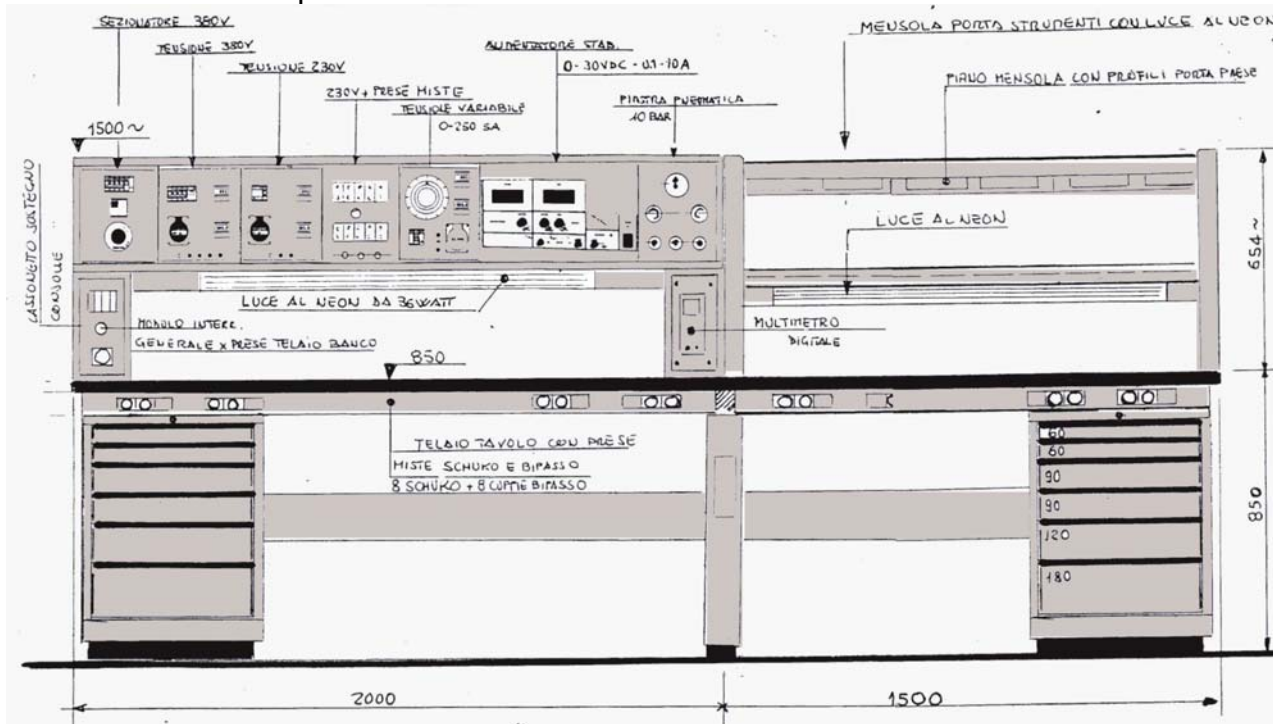 SEZIONATORE 380V
TENSIONE 380V
TENSIONE 230V
230V + PRESE MISTE
TENSIONE VARIABILE
0-250 5A
ALIMENTATORE STAB.
0-30VDC - 0.1-10A
PIASTRA PNEUMATICA
10 BAR
MENSOLA PORTA STRUMENTI CON LUCE AL NEON
PIANO MENSOLA CON PROFILI PORTA PRESE
1500~
CASSONETTO SOSTEGNO
CONSOLLE
LUCE AL NEON
654~
LUCE AL NEON DA 36WATT
MODULO INTERR.
GENERALE x PRESE TELAIO BANCO
MULTIMETRO
DIGITALE
850
TELAIO TAVOLO CON PRESE
MISTE SCHUKO E BIPASSO
8 SCHUKO + 8 COPPIE BIPASSO
60
60
90
90
120
180
850
2000
1500